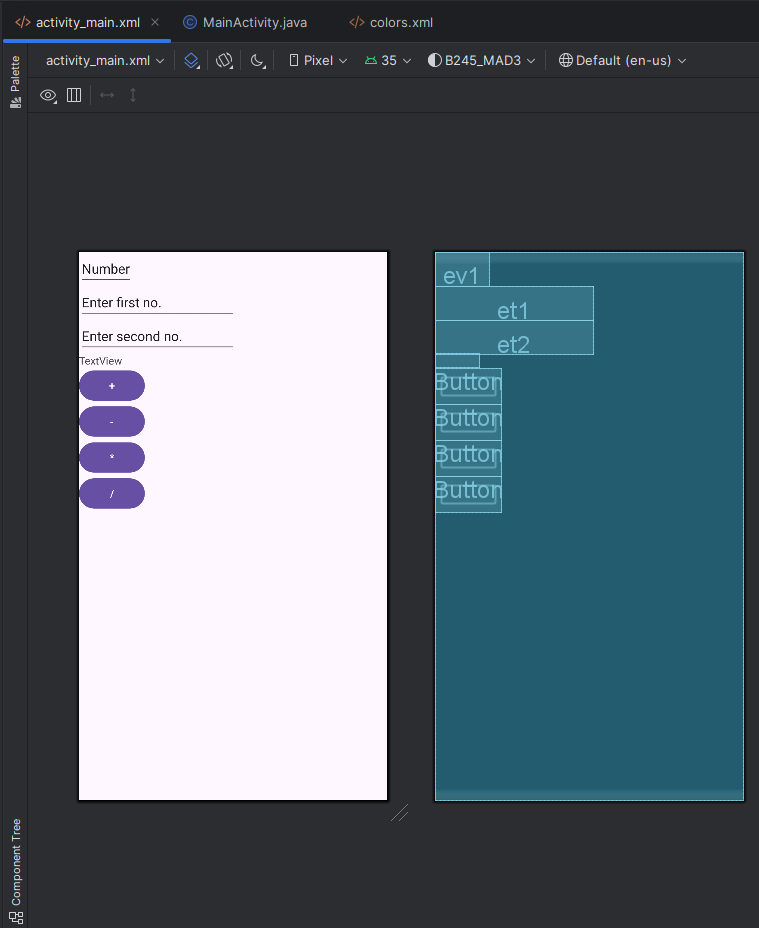 activity_main.xml MainActivity.java colors.xml
activity_main.xml Pixel 35 B245_MAD3 Default (en-us)
Palette
Number
Enter first no.
Enter second no.
TextView
+
-
*
/
ev1
et1
et2
Button
Button
Button
Button
Component Tree